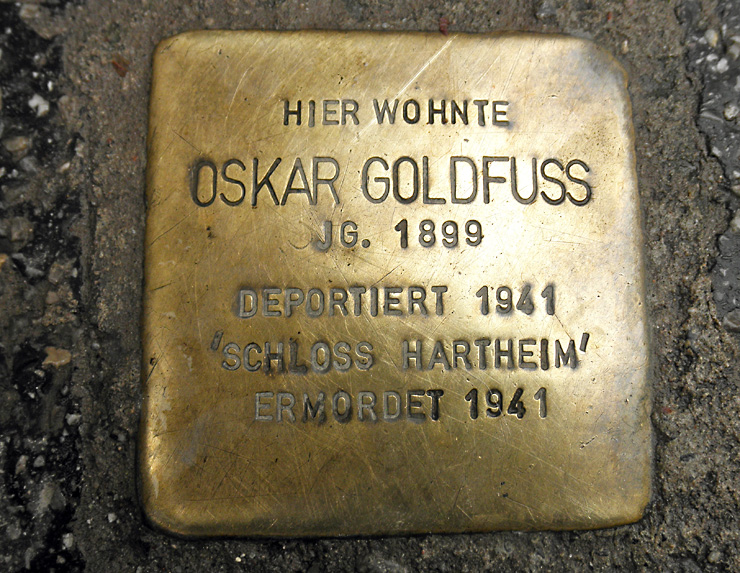 HIER WOHNTE
OSKAR GOLDFUSS
JG. 1899
DEPORTIERT 1941
'SCHLOSS HARTHEIM'
ERMORDET 1941